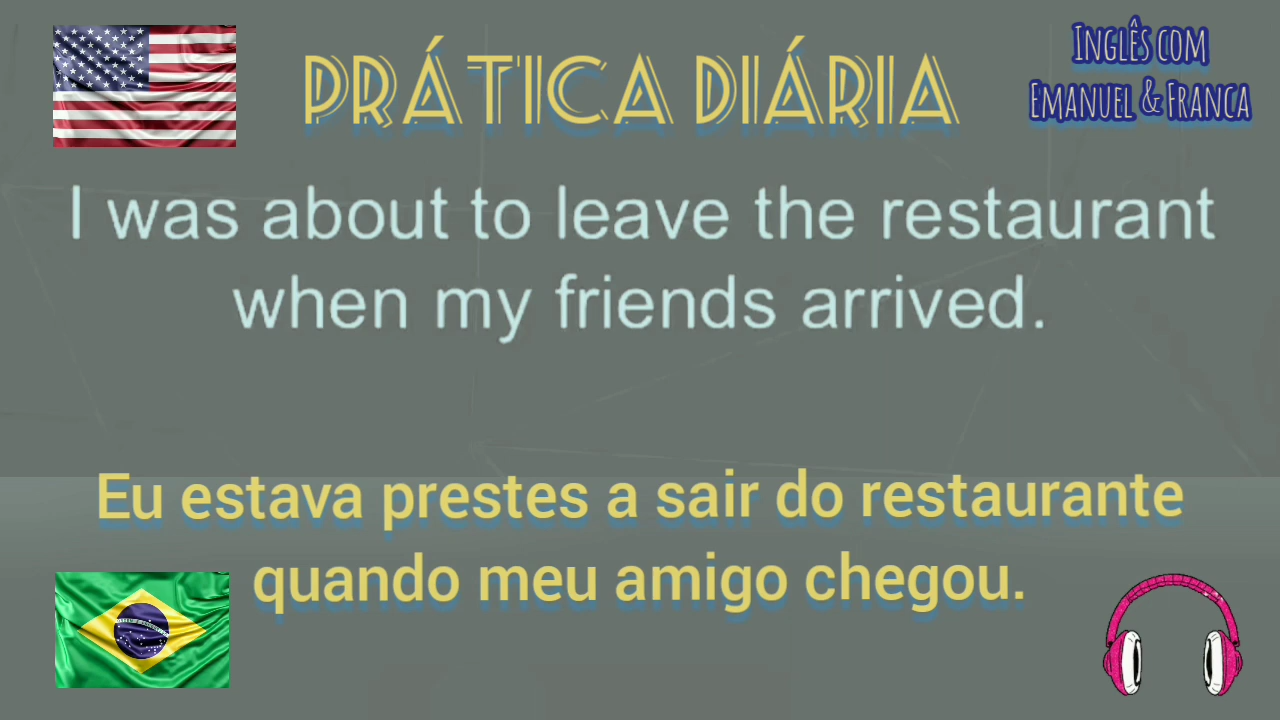 PRÁTICA DIÁRIA
INGLÊS COM
EMANUEL & FRANCA
I was about to leave the restaurant
when my friends arrived.
Eu estava prestes a sair do restaurante
quando meu amigo chegou.